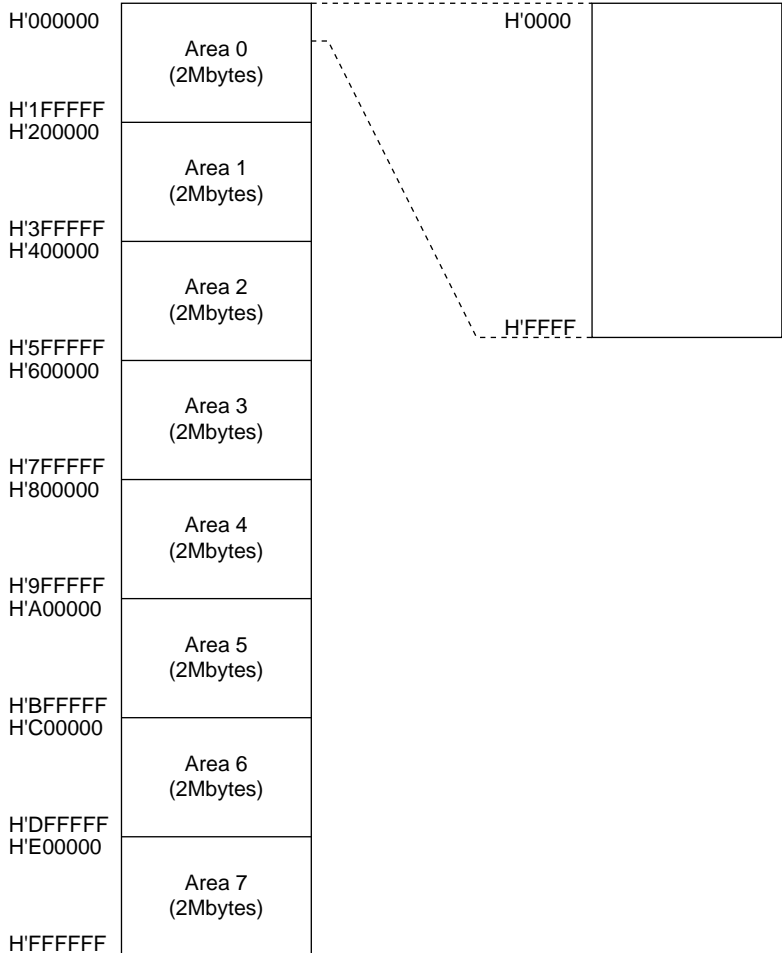 H'000000
Area 0
(2Mbytes)
H'1FFFFF
H'200000
Area 1
(2Mbytes)
H'3FFFFF
H'400000
Area 2
(2Mbytes)
H'5FFFFF
H'600000
Area 3
(2Mbytes)
H'7FFFFF
H'800000
Area 4
(2Mbytes)
H'9FFFFF
H'A00000
Area 5
(2Mbytes)
H'BFFFFF
H'C00000
Area 6
(2Mbytes)
H'DFFFFF
H'E00000
Area 7
(2Mbytes)
H'FFFFFF
H'0000
H'FFFF